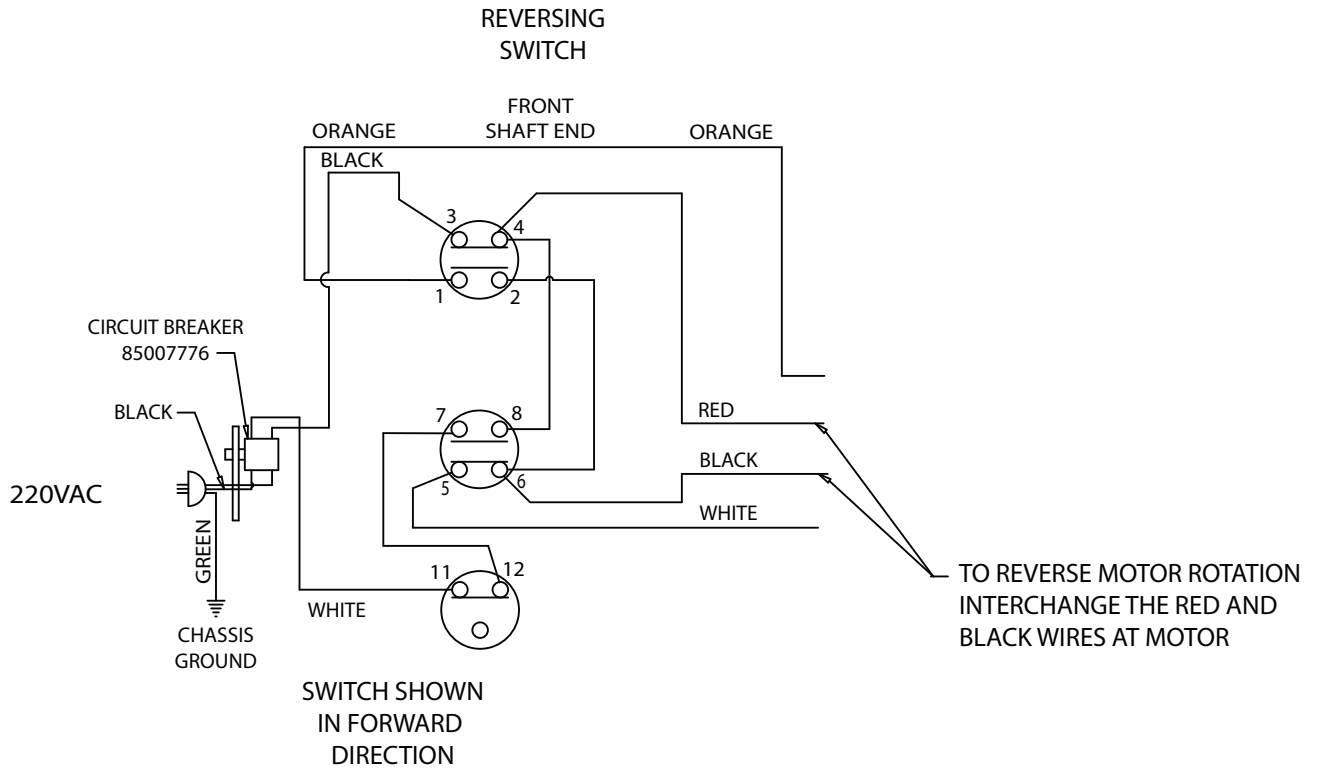 REVERSING
SWITCH
FRONT
SHAFT END
ORANGE
ORANGE
BLACK
3
4
1
2
CIRCUIT BREAKER
85007776
BLACK
220VAC
GREEN
CHASSIS
GROUND
7
8
5
6
RED
BLACK
WHITE
11
12
WHITE
TO REVERSE MOTOR ROTATION
INTERCHANGE THE RED AND
BLACK WIRES AT MOTOR
SWITCH SHOWN
IN FORWARD
DIRECTION